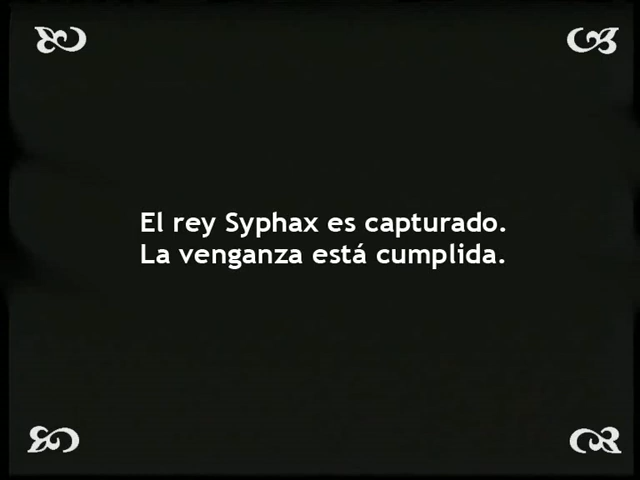 El rey Syphax es capturado.
La venganza está cumplida.